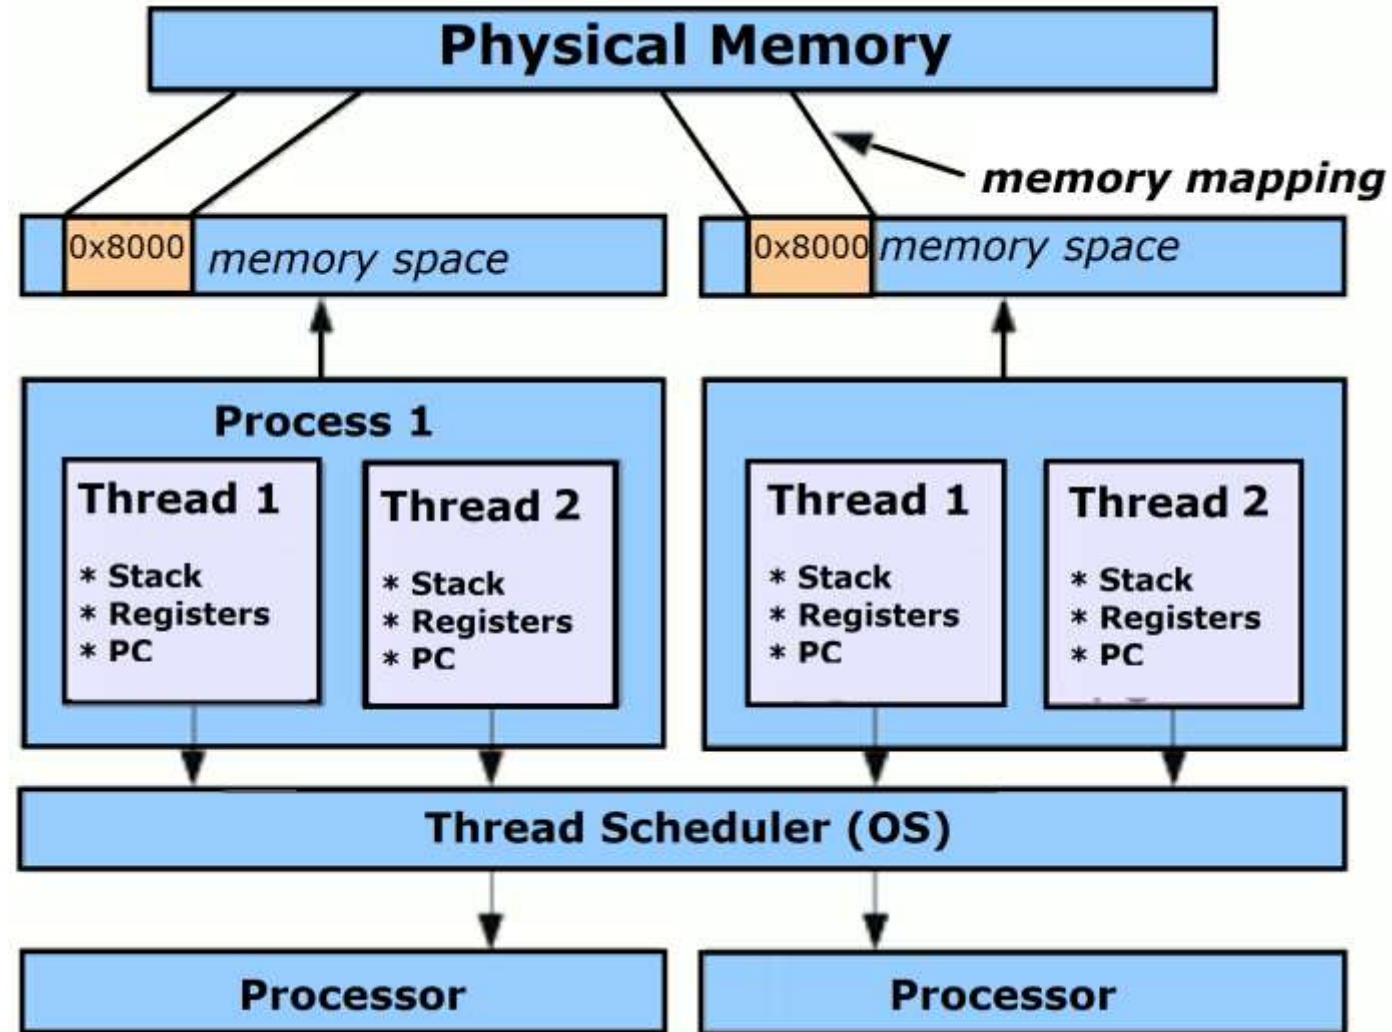 Physical Memory
memory mapping
0x8000 memory space
0x8000 memory space
Process 1
Thread 1
* Stack
* Registers
* PC
Thread 2
* Stack
* Registers
* PC
Thread 1
* Stack
* Registers
* PC
Thread 2
* Stack
* Registers
* PC
Thread Scheduler (OS)
Processor
Processor